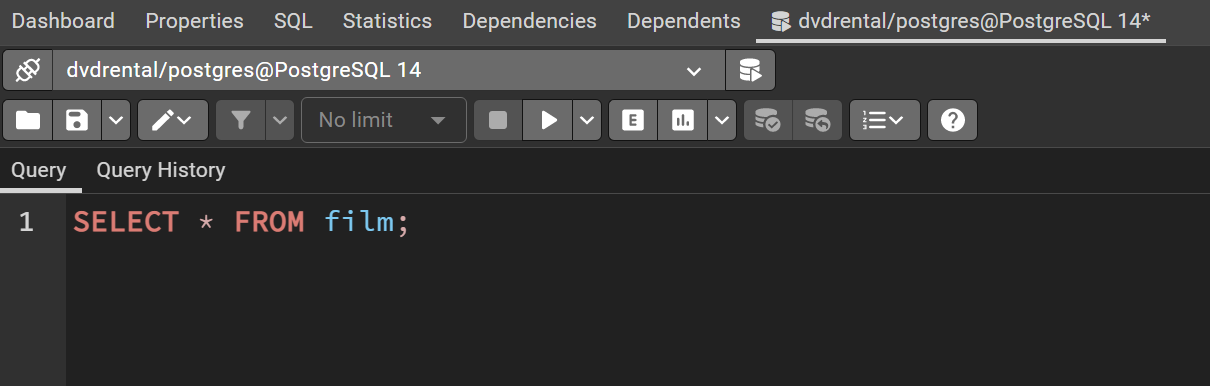 Dashboard Properties SQL Statistics Dependencies Dependents dvdrental/postgres@PostgreSQL 14*
dvdrental/postgres@PostgreSQL 14
No limit E
Query Query History
1 SELECT * FROM film;